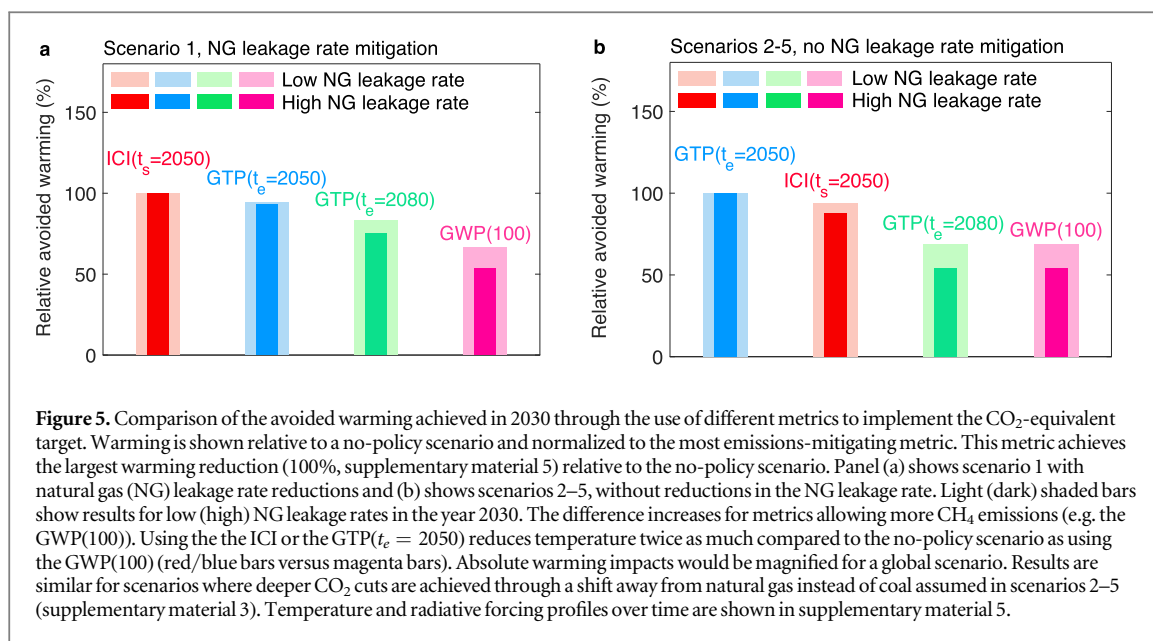 a Scenario 1, NG leakage rate mitigation
Low NG leakage rate
High NG leakage rate
Relative avoided warming (%)
150
100
50
0
ICI(t_s=2050)
GTP(t_e=2050)
GTP(t_e=2080)
GWP(100)
b Scenarios 2-5, no NG leakage rate mitigation
Low NG leakage rate
High NG leakage rate
Relative avoided warming (%)
150
100
50
0
GTP(t_e=2050)
ICI(t_s=2050)
GTP(t_e=2080)
GWP(100)
Figure 5. Comparison of the avoided warming achieved in 2030 through the use of different metrics to implement the CO₂-equivalent
target. Warming is shown relative to a no-policy scenario and normalized to the most emissions-mitigating metric. This metric achieves
the largest warming reduction (100%, supplementary material 5) relative to the no-policy scenario. Panel (a) shows scenario 1 with
natural gas (NG) leakage rate reductions and (b) shows scenarios 2–5, without reductions in the NG leakage rate. Light (dark) shaded bars
show results for low (high) NG leakage rates in the year 2030. The difference increases for metrics allowing more CH₄ emissions (e.g. the
GWP(100)). Using the the ICI or the GTP(t_e = 2050) reduces temperature twice as much compared to the no-policy scenario as using
the GWP(100) (red/blue bars versus magenta bars). Absolute warming impacts would be magnified for a global scenario. Results are
similar for scenarios where deeper CO₂ cuts are achieved through a shift away from natural gas instead of coal assumed in scenarios 2–5
(supplementary material 3). Temperature and radiative forcing profiles over time are shown in supplementary material 5.